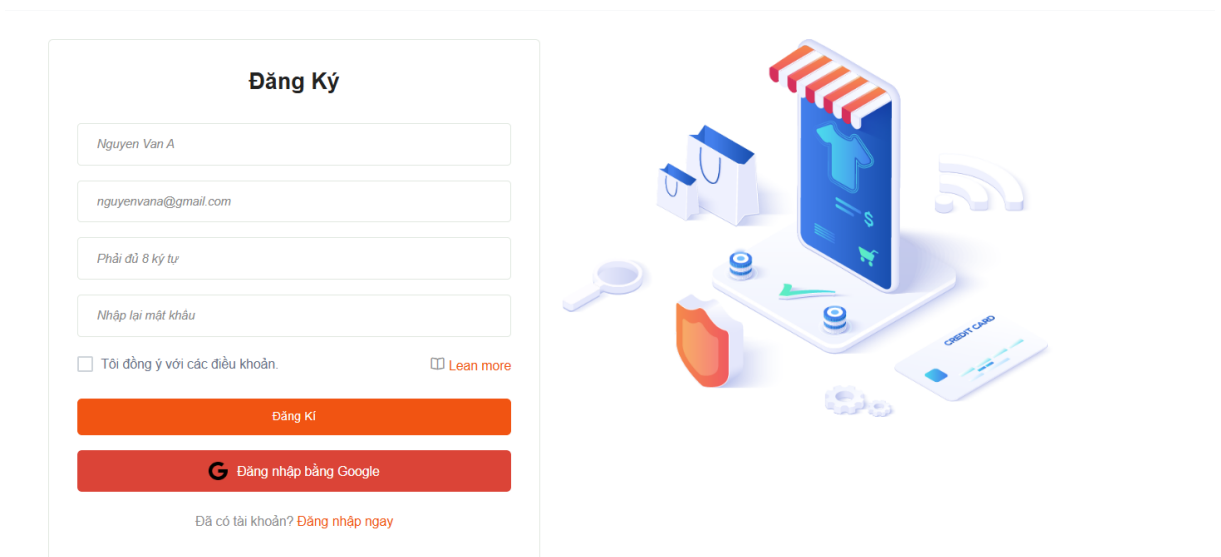 Đăng Ký
Nguyen Van A
nguyenvana@gmail.com
Phải đủ 8 ký tự
Nhập lại mật khẩu
Tôi đồng ý với các điều khoản.
Lean more
Đăng Kí
G Đăng nhập bằng Google
Đã có tài khoản? Đăng nhập ngay
$
CREDIT CARD